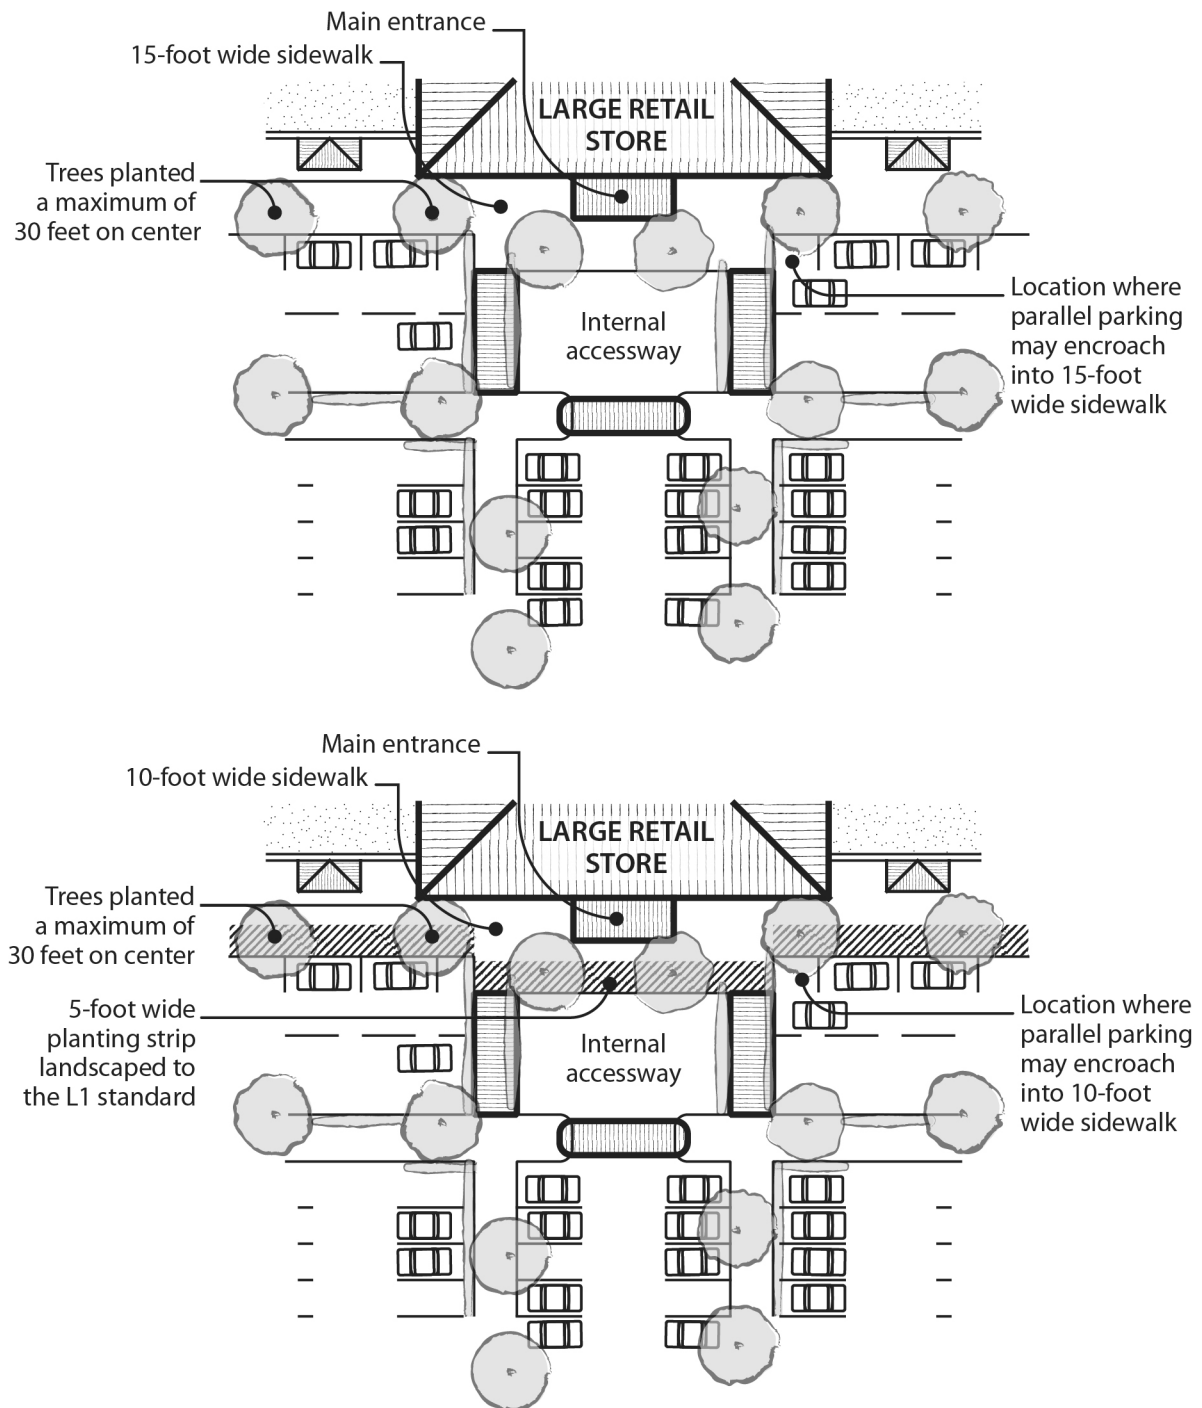 Main entrance
15-foot wide sidewalk
LARGE RETAIL
STORE
Trees planted
a maximum of
30 feet on center
Internal
accessway
Location where
parallel parking
may encroach
into 15-foot
wide sidewalk
Main entrance
10-foot wide sidewalk
LARGE RETAIL
STORE
Trees planted
a maximum of
30 feet on center
5-foot wide
planting strip
landscaped to
the L1 standard
Internal
accessway
Location where
parallel parking
may encroach
into 10-foot
wide sidewalk